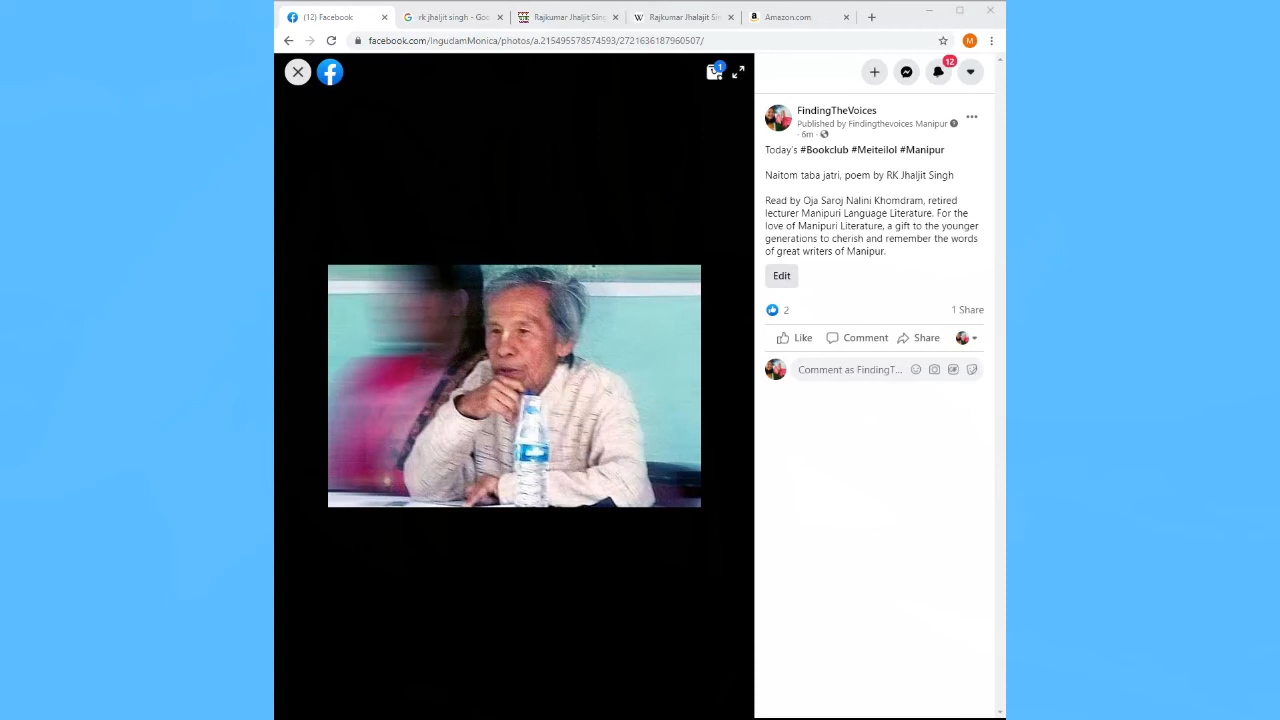 (12) Facebook
rk jhaljit singh - Goo
Rajkumar Jhaljit Sin
Rajkumar Jhalajit Sin
Amazon.com
facebook.com/IngudamMonica/photos/a.215495578574593/2721636187960507/
M
1
12
FindingTheVoices
Published by Findingthevoices Manipur
· 6m ·
Today's #Bookclub #Meiteilol #Manipur
Naitom taba jatri, poem by RK Jhaljit Singh
Read by Oja Saroj Nalini Khomdram, retired
lecturer Manipuri Language Literature. For the
love of Manipuri Literature, a gift to the younger
generations to cherish and remember the words
of great writers of Manipur.
Edit
2
1 Share
Like
Comment
Share
Comment as FindingT...